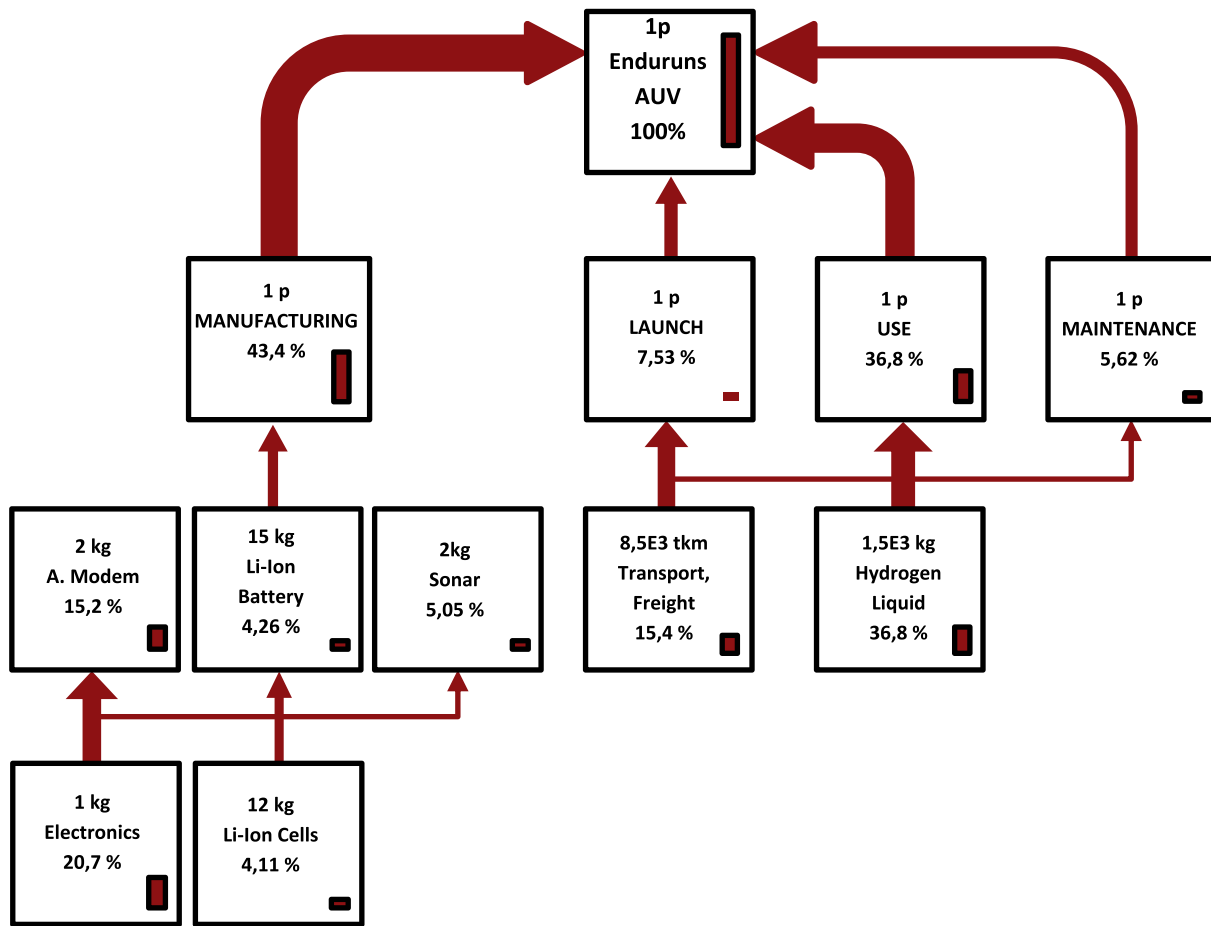 1p
Enduruns
AUV
100%
1 p
MANUFACTURING
43,4 %
1 p
LAUNCH
7,53 %
1 p
USE
36,8 %
1 p
MAINTENANCE
5,62 %
2 kg
A. Modem
15,2 %
15 kg
Li-Ion
Battery
4,26 %
2kg
Sonar
5,05 %
8,5E3 tkm
Transport,
Freight
15,4 %
1,5E3 kg
Hydrogen
Liquid
36,8 %
1 kg
Electronics
20,7 %
12 kg
Li-Ion Cells
4,11 %